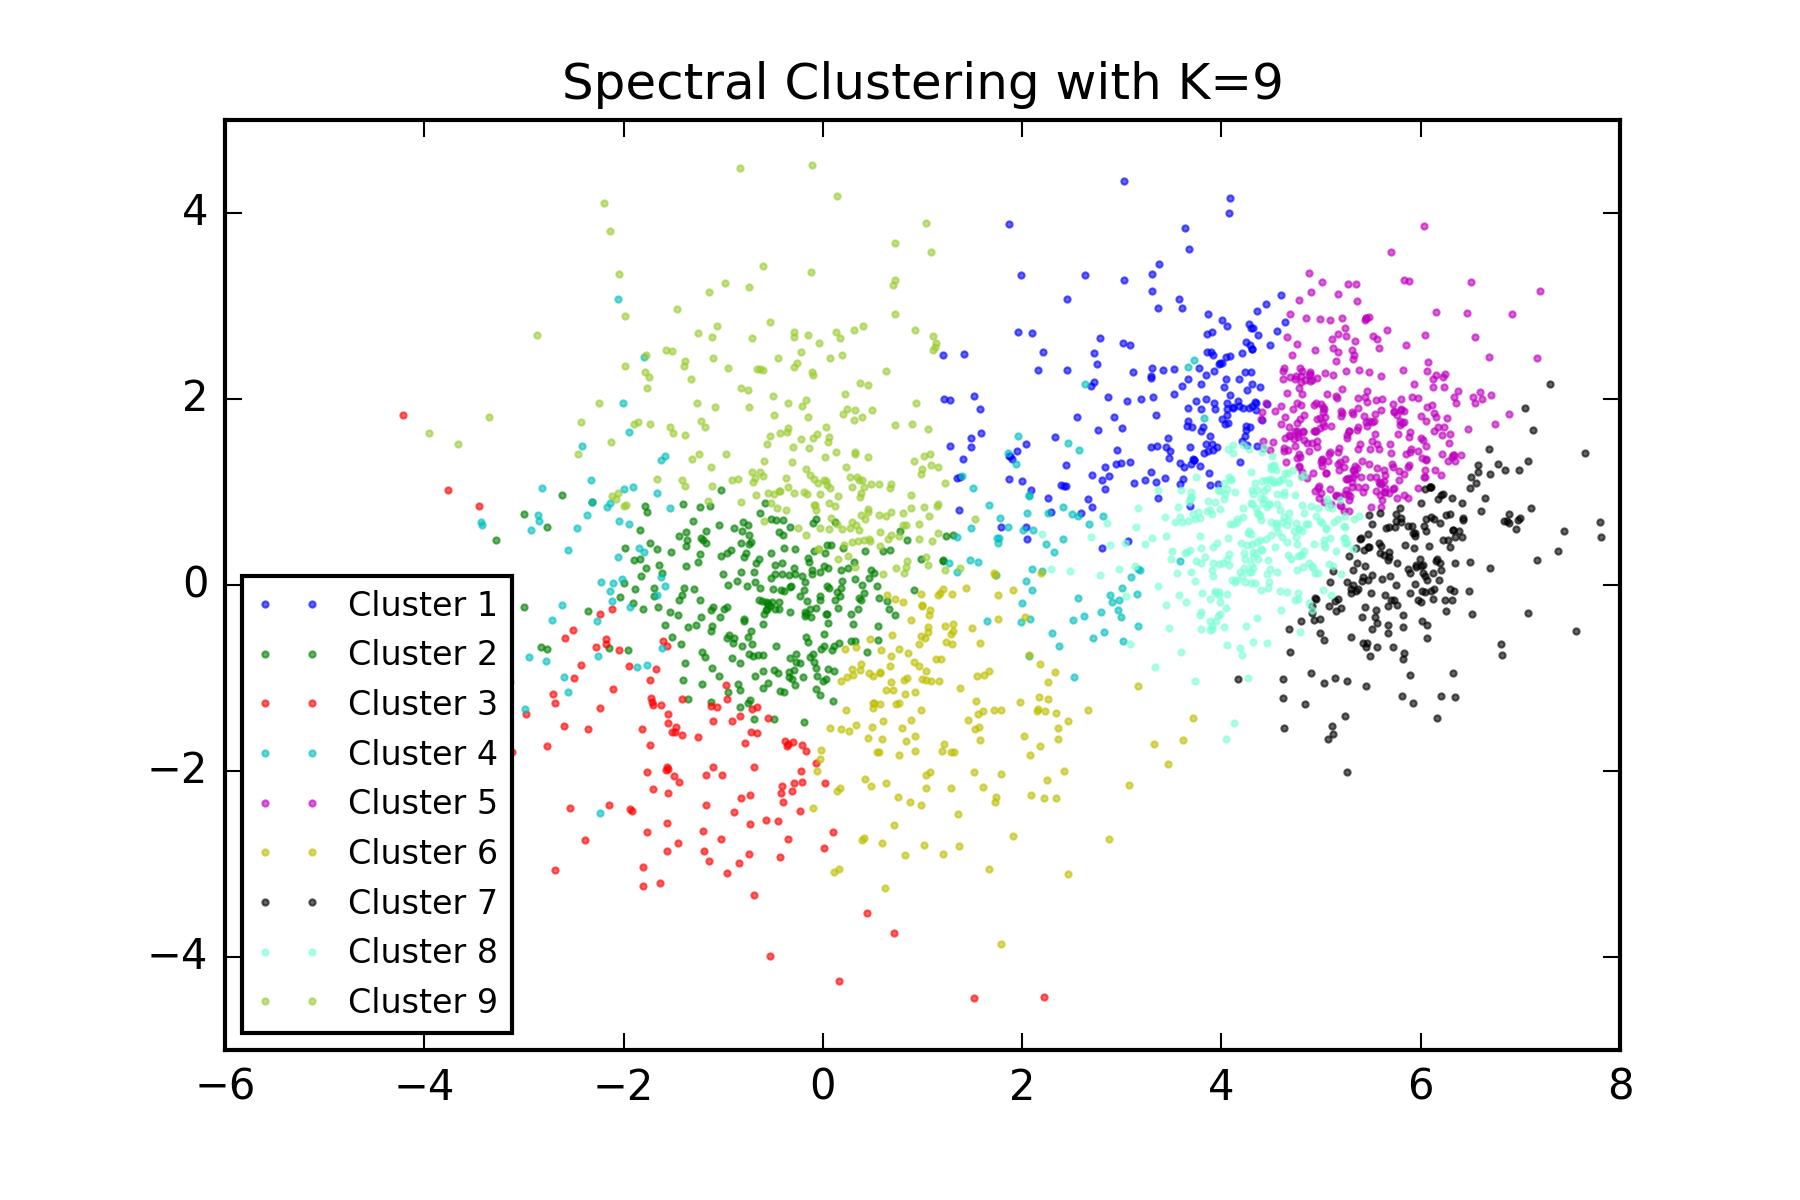 Spectral Clustering with K=9
4
2
0
−2
−4
Cluster 1
Cluster 2
Cluster 3
Cluster 4
Cluster 5
Cluster 6
Cluster 7
Cluster 8
Cluster 9
−6 −4 −2 0 2 4 6 8